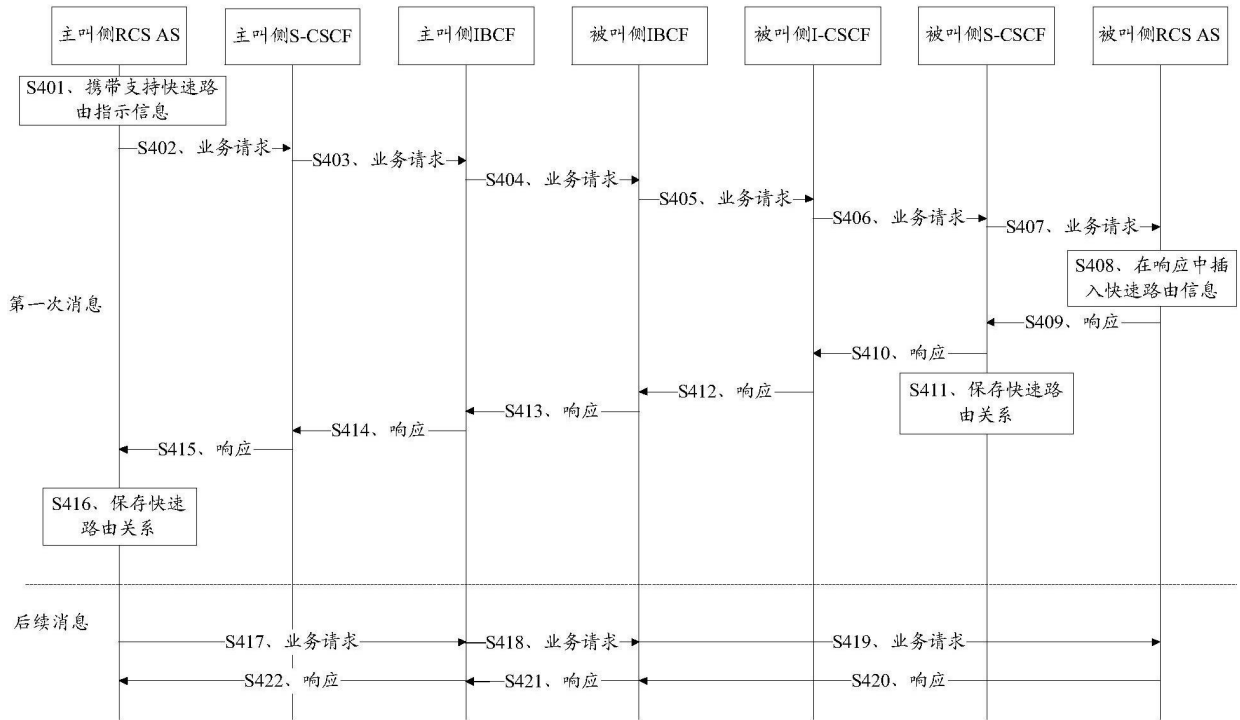 主叫侧RCS AS
主叫侧S-CSCF
主叫侧IBCF
被叫侧IBCF
被叫侧I-CSCF
被叫侧S-CSCF
被叫侧RCS AS
S401、携带支持快速路
由指示信息
S402、业务请求
S403、业务请求
S404、业务请求
S405、业务请求
S406、业务请求
S407、业务请求
S408、在响应中插
入快速路由信息
第一次消息
S409、响应
S410、响应
S411、保存快速路
由关系
S412、响应
S413、响应
S414、响应
S415、响应
S416、保存快速
路由关系
后续消息
S417、业务请求
S418、业务请求
S419、业务请求
S422、响应
S421、响应
S420、响应